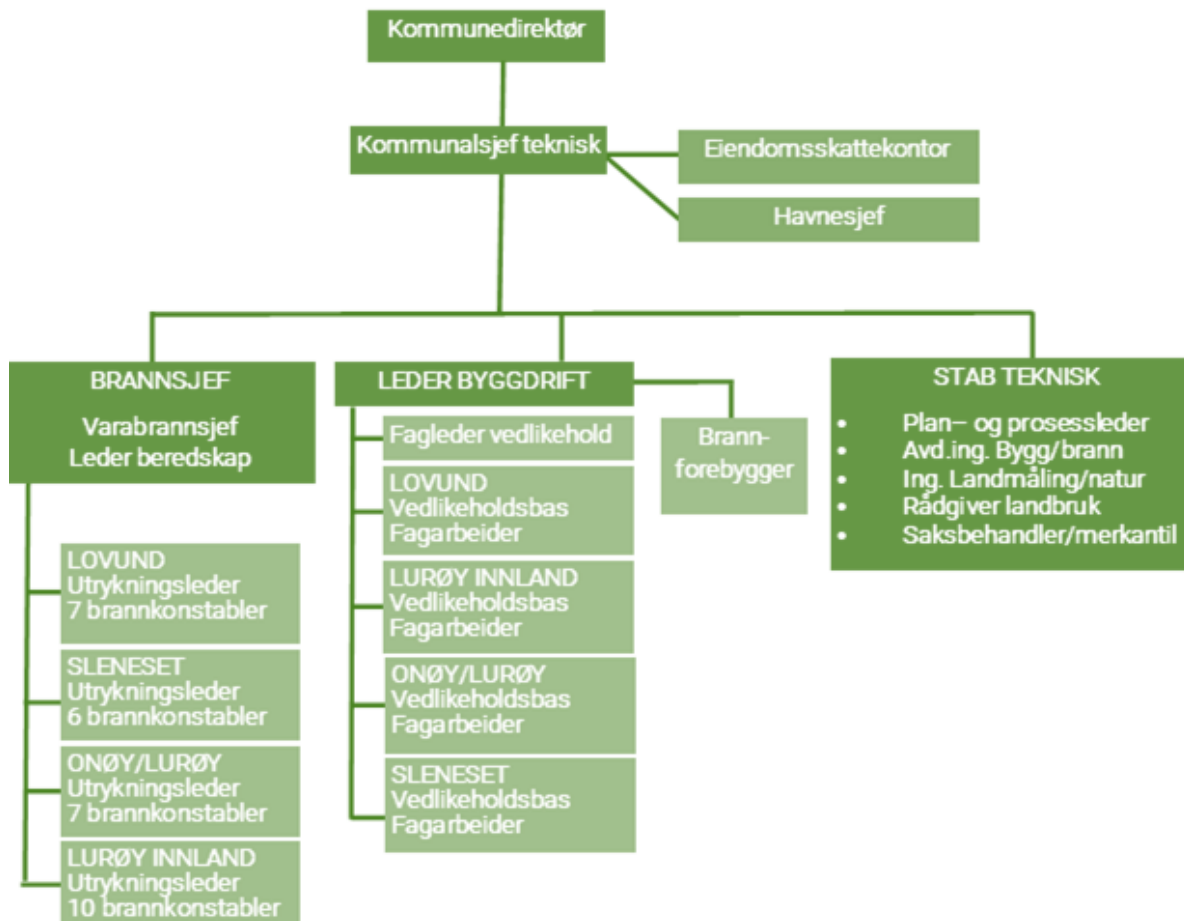 Kommunedirektør
Kommunalsjef teknisk
Eiendomsskattekontor
Havnesjef
BRANNSJEF
Varabrannsjef
Leder beredskap
LOVUND
Utrykningsleder
7 brannkonstabler
SLENESET
Utrykningsleder
6 brannkonstabler
ONØY/LURØY
Utrykningsleder
7 brannkonstabler
LURØY INNLAND
Utrykningsleder
10 brannkonstabler
LEDER BYGGDRIFT
Fagleder vedlikehold
LOVUND
Vedlikeholdsbas
Fagarbeider
LURØY INNLAND
Vedlikeholdsbas
Fagarbeider
ONØY/LURØY
Vedlikeholdsbas
Fagarbeider
SLENESET
Vedlikeholdsbas
Fagarbeider
Brann-
forebygger
STAB TEKNISK
• Plan– og prosessleder
• Avd.ing. Bygg/brann
• Ing. Landmåling/natur
• Rådgiver landbruk
• Saksbehandler/merkantil